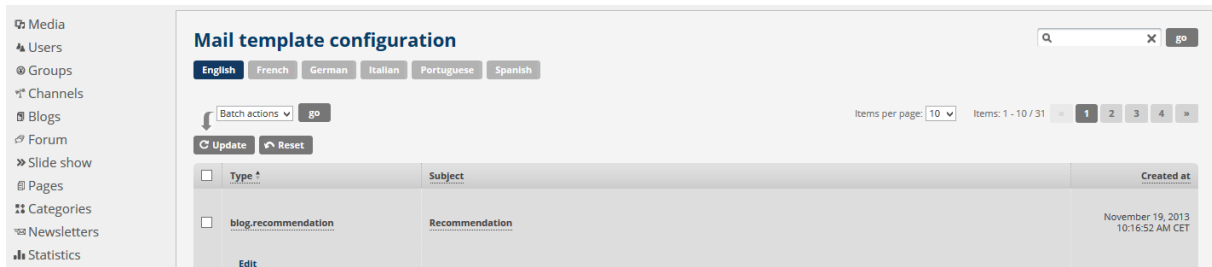 Media
Users
Groups
Channels
Blogs
Forum
Slide show
Pages
Categories
Newsletters
Statistics
Mail template configuration
go
English French German Italian Portuguese Spanish
Batch actions go
Items per page: 10 Items: 1 - 10 / 31 « 1 2 3 4 »
Update Reset
Type Subject Created at
blog.recommendation Recommendation November 19, 2013
10:16:52 AM CET
Edit